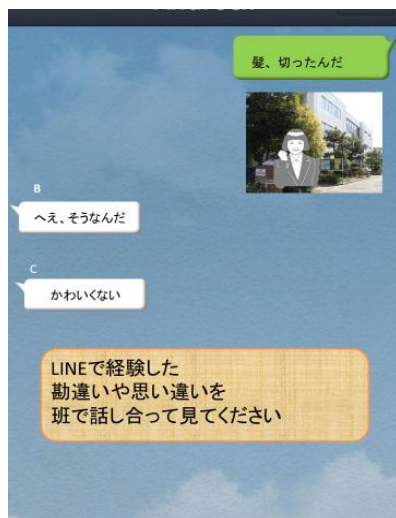 髪、切ったんだ
B
へえ、そうなんだ
C
かわいくない
LINEで経験した
勘違いや思い違いを
班で話し合って見てください